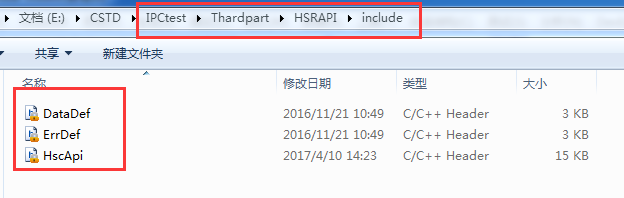 文档 (E:) ▸ CSTD ▸ IPCtest ▸ Thardpart ▸ HSRAPI ▸ include ▸
共享 ▼ 新建文件夹
名称 修改日期 类型 大小
DataDef 2016/11/21 10:49 C/C++ Header 3 KB
ErrDef 2016/11/21 10:49 C/C++ Header 3 KB
HscApi 2017/4/10 14:23 C/C++ Header 15 KB